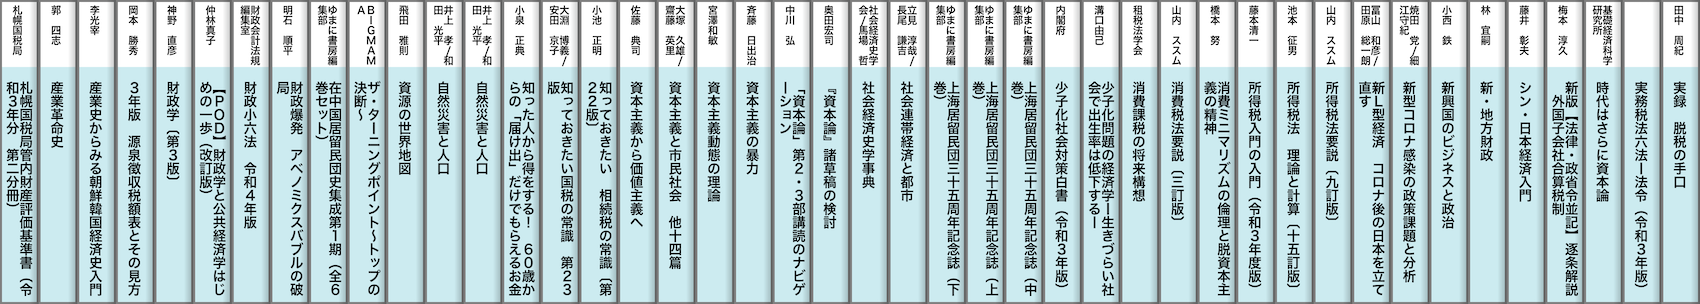 田中　周紀
実録　脱税の手口
実務税法六法ー法令（令和３年版）
基礎経済科学
研究所
時代はさらに資本論
梅本　淳久
新版【法律・政省令並記】逐条解説
外国子会社合算税制
藤井　彰夫
シン・日本経済入門
林　宜嗣
新・地方財政
小西　鉄
新興国のビジネスと政治
焼田　党／細
江守紀
新型コロナ感染の政策課題と分析
冨山　和彦／
田原　総一朗
新Ｌ型経済　コロナ後の日本を立て
直す
藤本清一
所得税入門の入門（令和３年度版）
池本　征男
所得税法　理論と計算（十五訂版）
山内　ススム
所得税法要説（九訂版）
橋本　努
消費ミニマリズムの倫理と脱資本主
義の精神
山内　ススム
消費税法要説（三訂版）
租税法学会
消費課税の将来構想
溝口由己
少子化問題の経済学ー生きづらい社
会で出生率は低下するー
内閣府
少子化社会対策白書（令和３年版）
ゆまに書房編
集部
上海居留民団三十五周年記念誌（中
巻）
ゆまに書房編
集部
上海居留民団三十五周年記念誌（上
巻）
ゆまに書房編
集部
上海居留民団三十五周年記念誌（下
巻）
立見　淳哉／
長尾　謙吉
社会連帯経済と都市
社会経済史学
会／馬場　哲
社会経済史学事典
奥田宏司
『資本論』諸草稿の検討
中川　弘
「資本論」第２・３部講読のナビゲ
ーション
斉藤　日出治
資本主義の暴力
宮澤和敏
資本主義動態の理論
大塚　久雄／
齋藤　英里
資本主義と市民社会　他十四篇
佐藤　典司
資本主義から価値主義へ
小池　正明
知っておきたい　相続税の常識（第
２２版）
大淵　博義／
安田　京子
知っておきたい国税の常識　第２３
版
小泉　正典
知った人から得をする！　６０歳か
らの「届け出」だけでもらえるお金
井上　孝／和
田　光平
自然災害と人口
井上　孝／和
田　光平
自然災害と人口
飛田　雅則
資源の世界地図
ＢＩＧＭＡＭ
Ａ
ザ・ターニングポイント〜トップの
決断〜
ゆまに書房編
集部
在中国居留民団史集成第１期（全６
巻セット）
明石　順平
財政爆発　アベノミクスバブルの破
局
財政会計法規
編集室
財政小六法　令和４年版
仲林真子
【ＰＯＤ】財政学と公共経済学はじ
めの一歩（改訂版）
神野　直彦
財政学〔第３版〕
岡本　勝秀
３年版　源泉徴収税額表とその見方
李光宰
産業史からみる朝鮮韓国経済史入門
郭　四志
産業革命史
札幌国税局
札幌国税局管内財産評価基準書（令
和３年分　第二分冊）